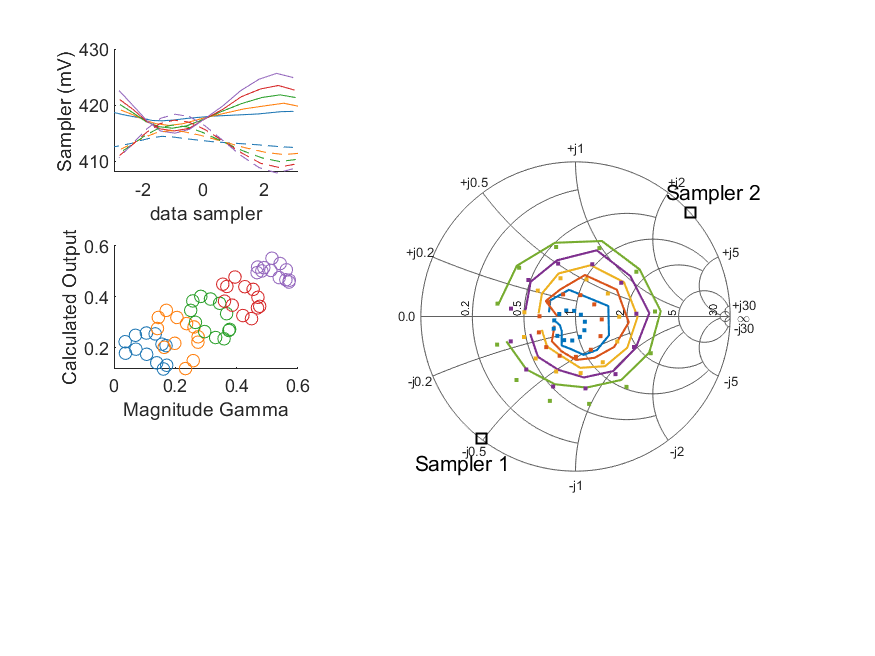 430
420
410
Sampler (mV)
-2
0
2
data sampler
0.6
0.4
0.2
Calculated Output
0
0.2
0.4
0.6
Magnitude Gamma
+j1
+j0.5
+j2
Sampler 2
+j0.2
+j5
0.0
0.2
0.5
1
2
5
30
+j30
∞
-j30
-j0.2
-j5
-j0.5
-j2
Sampler 1
-j1